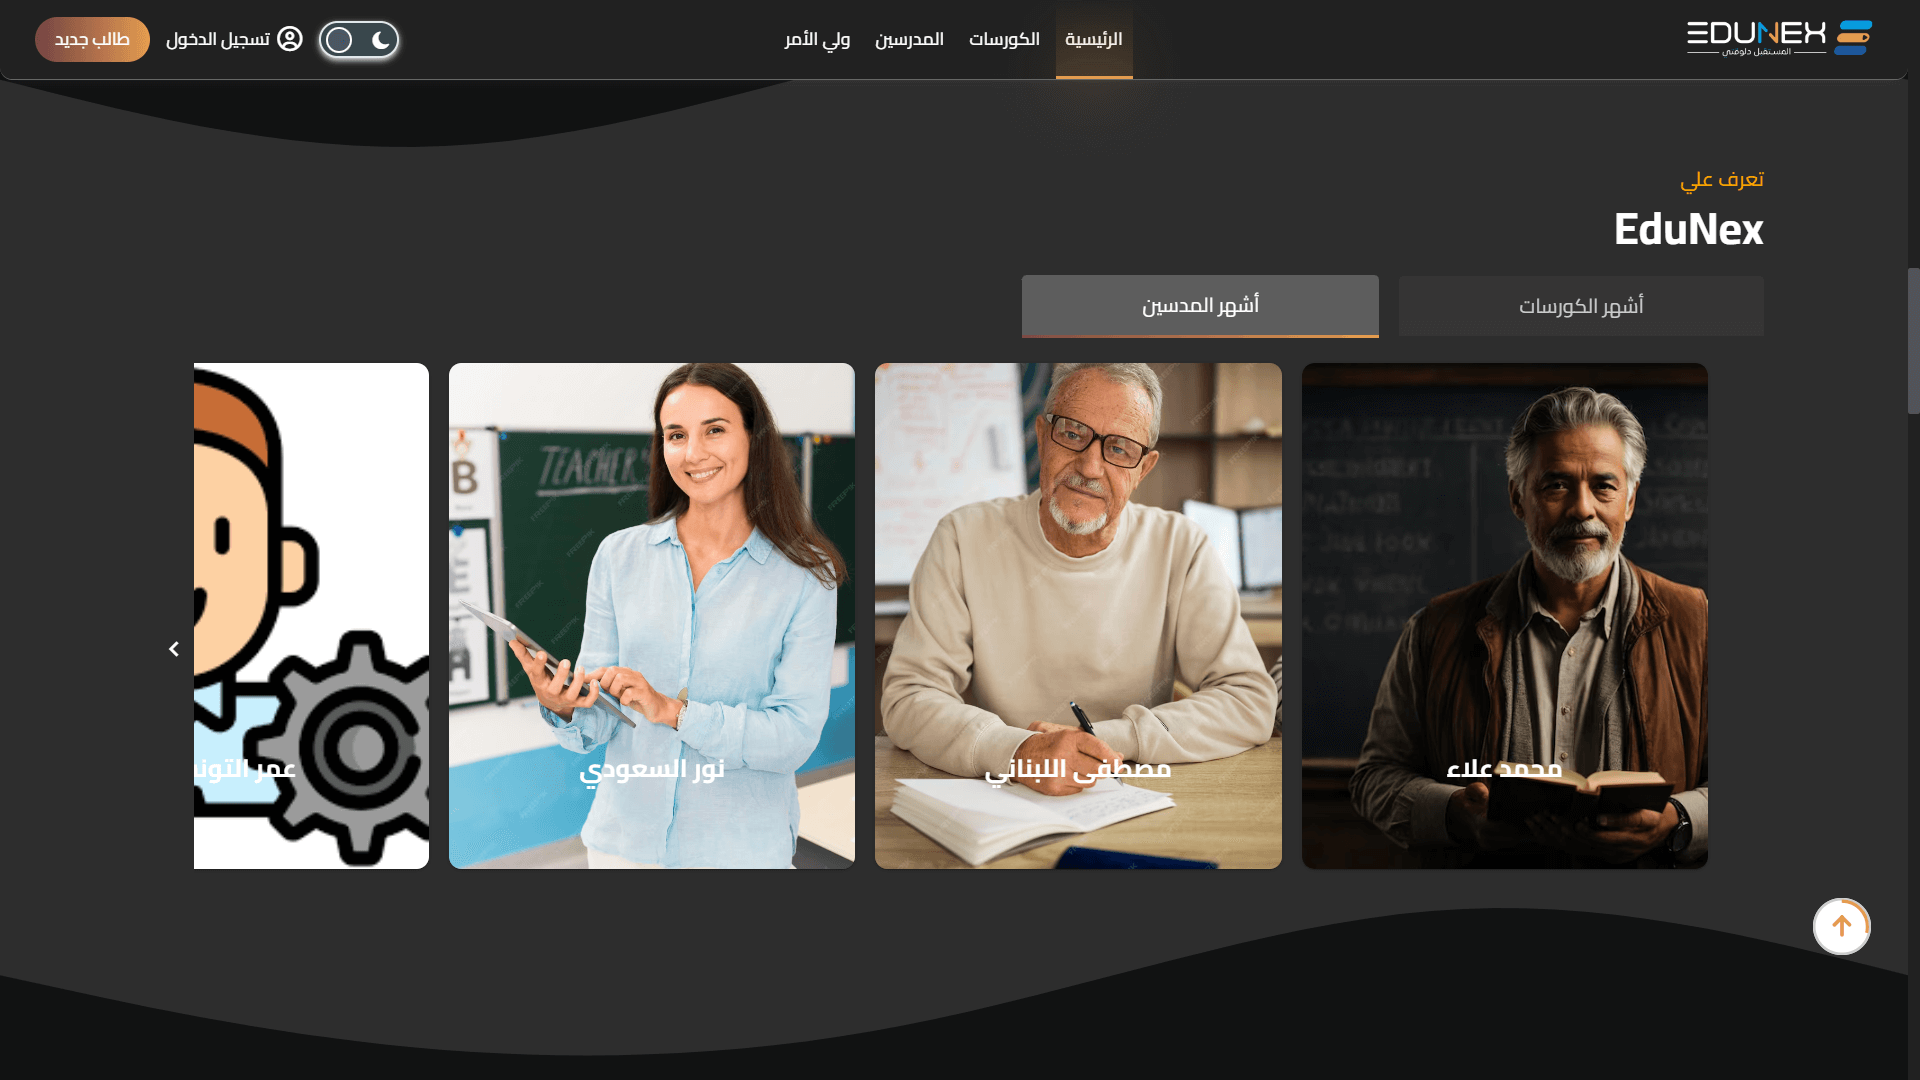 EDUNEX
المستقبل دلوقتي
الرئيسية
الكورسات
المدرسين
ولي الأمر
تسجيل الدخول
طالب جديد
تعرف علي
EduNex
أشهر الكورسات
أشهر المدسين
TEACHER'S
B
محمد علاء
مصطفى اللبناني
نور السعودي
عمر التون